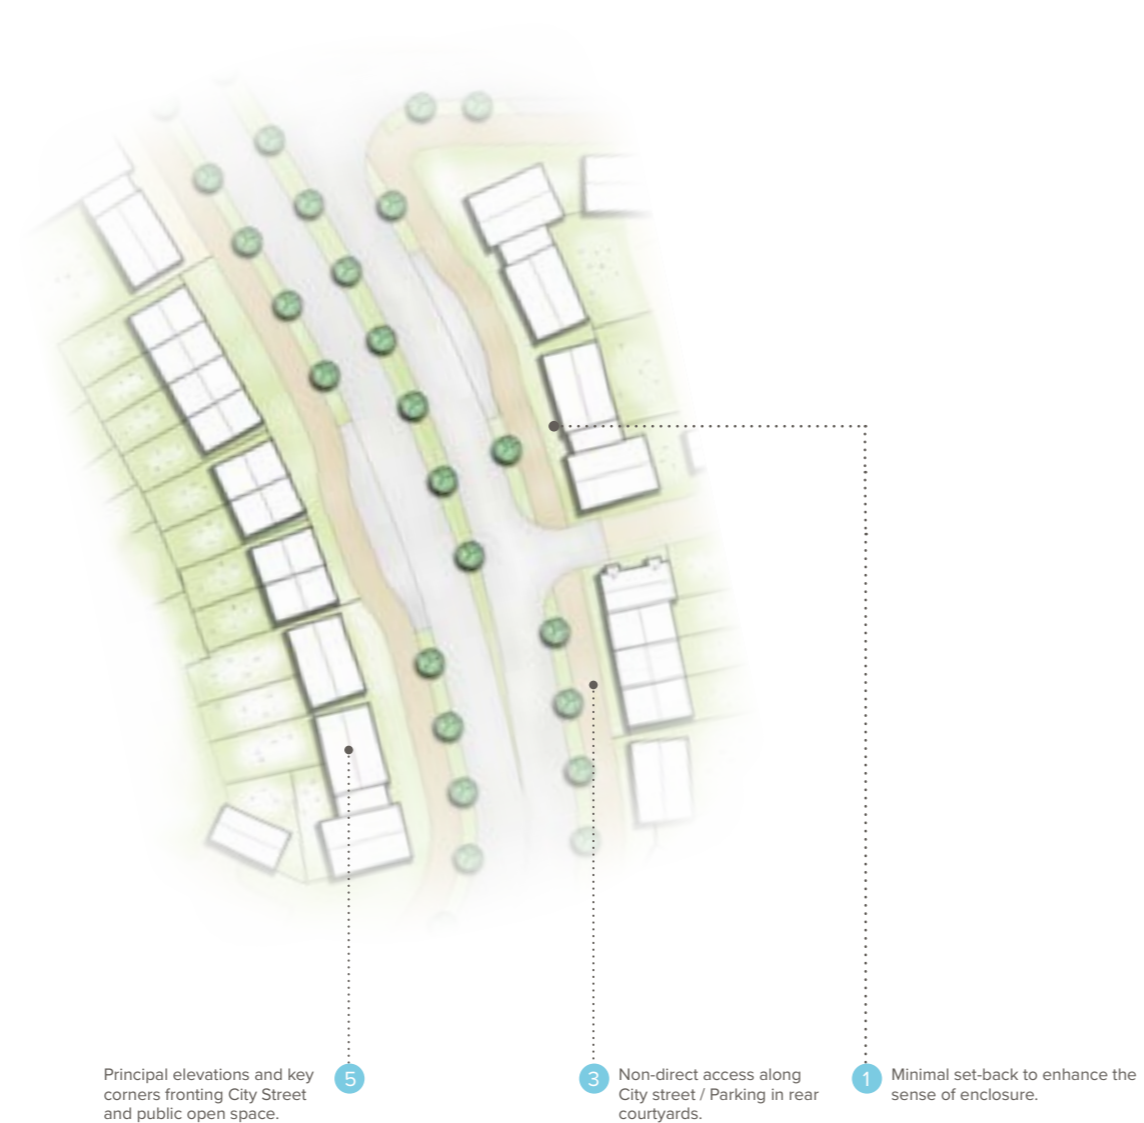 Principal elevations and key
corners fronting City Street
and public open space.
5
3
Non-direct access along
City street / Parking in rear
courtyards.
1
Minimal set-back to enhance the
sense of enclosure.